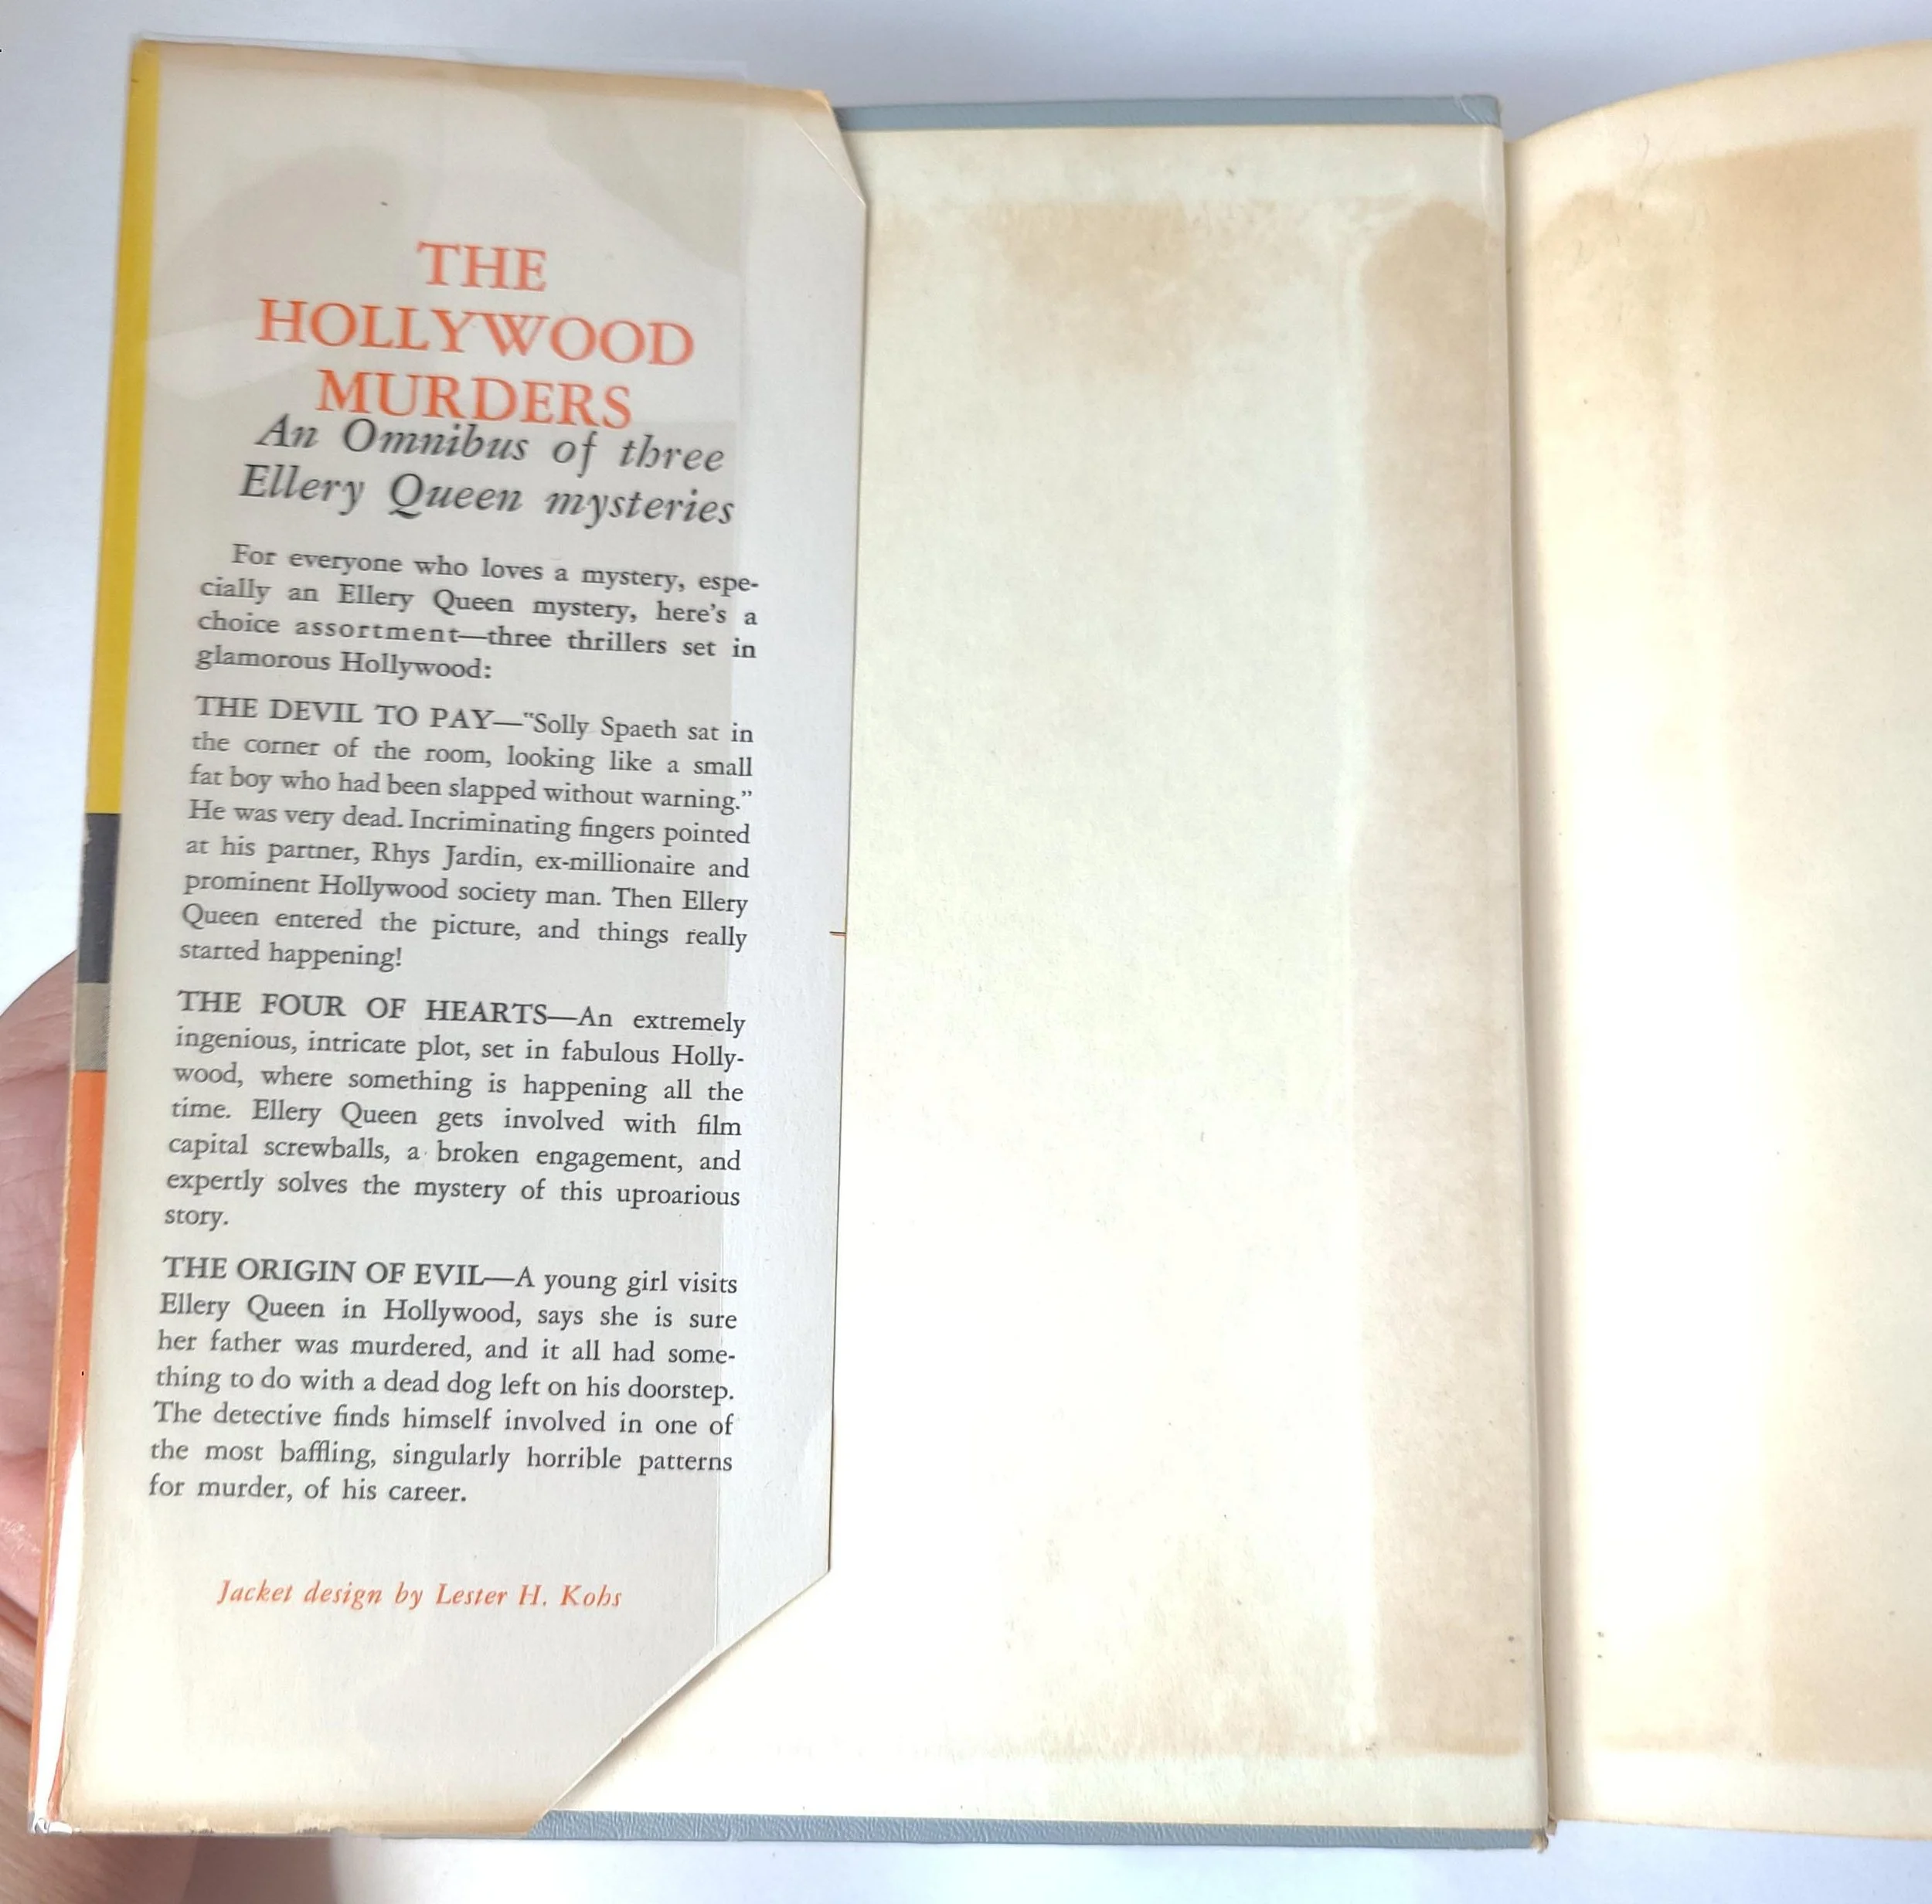 THE
HOLLYWOOD
MURDERS
An Omnibus of three
Ellery Queen mysteries
For everyone who loves a mystery, espe-
cially an Ellery Queen mystery, here's a
choice assortment—three thrillers set in
glamorous Hollywood:
THE DEVIL TO PAY—"Solly Spaeth sat in
the corner of the room, looking like a small
fat boy who had been slapped without warning."
He was very dead. Incriminating fingers pointed
at his partner, Rhys Jardin, ex-millionaire and
prominent Hollywood society man. Then Ellery
Queen entered the picture, and things really
started happening!
THE FOUR OF HEARTS—An extremely
ingenious, intricate plot, set in fabulous Holly-
wood, where something is happening all the
time. Ellery Queen gets involved with film
capital screwballs, a broken engagement, and
expertly solves the mystery of this uproarious
story.
THE ORIGIN OF EVIL—A young girl visits
Ellery Queen in Hollywood, says she is sure
her father was murdered, and it all had some-
thing to do with a dead dog left on his doorstep.
The detective finds himself involved in one of
the most baffling, singularly horrible patterns
for murder, of his career.
Jacket design by Lester H. Kohs